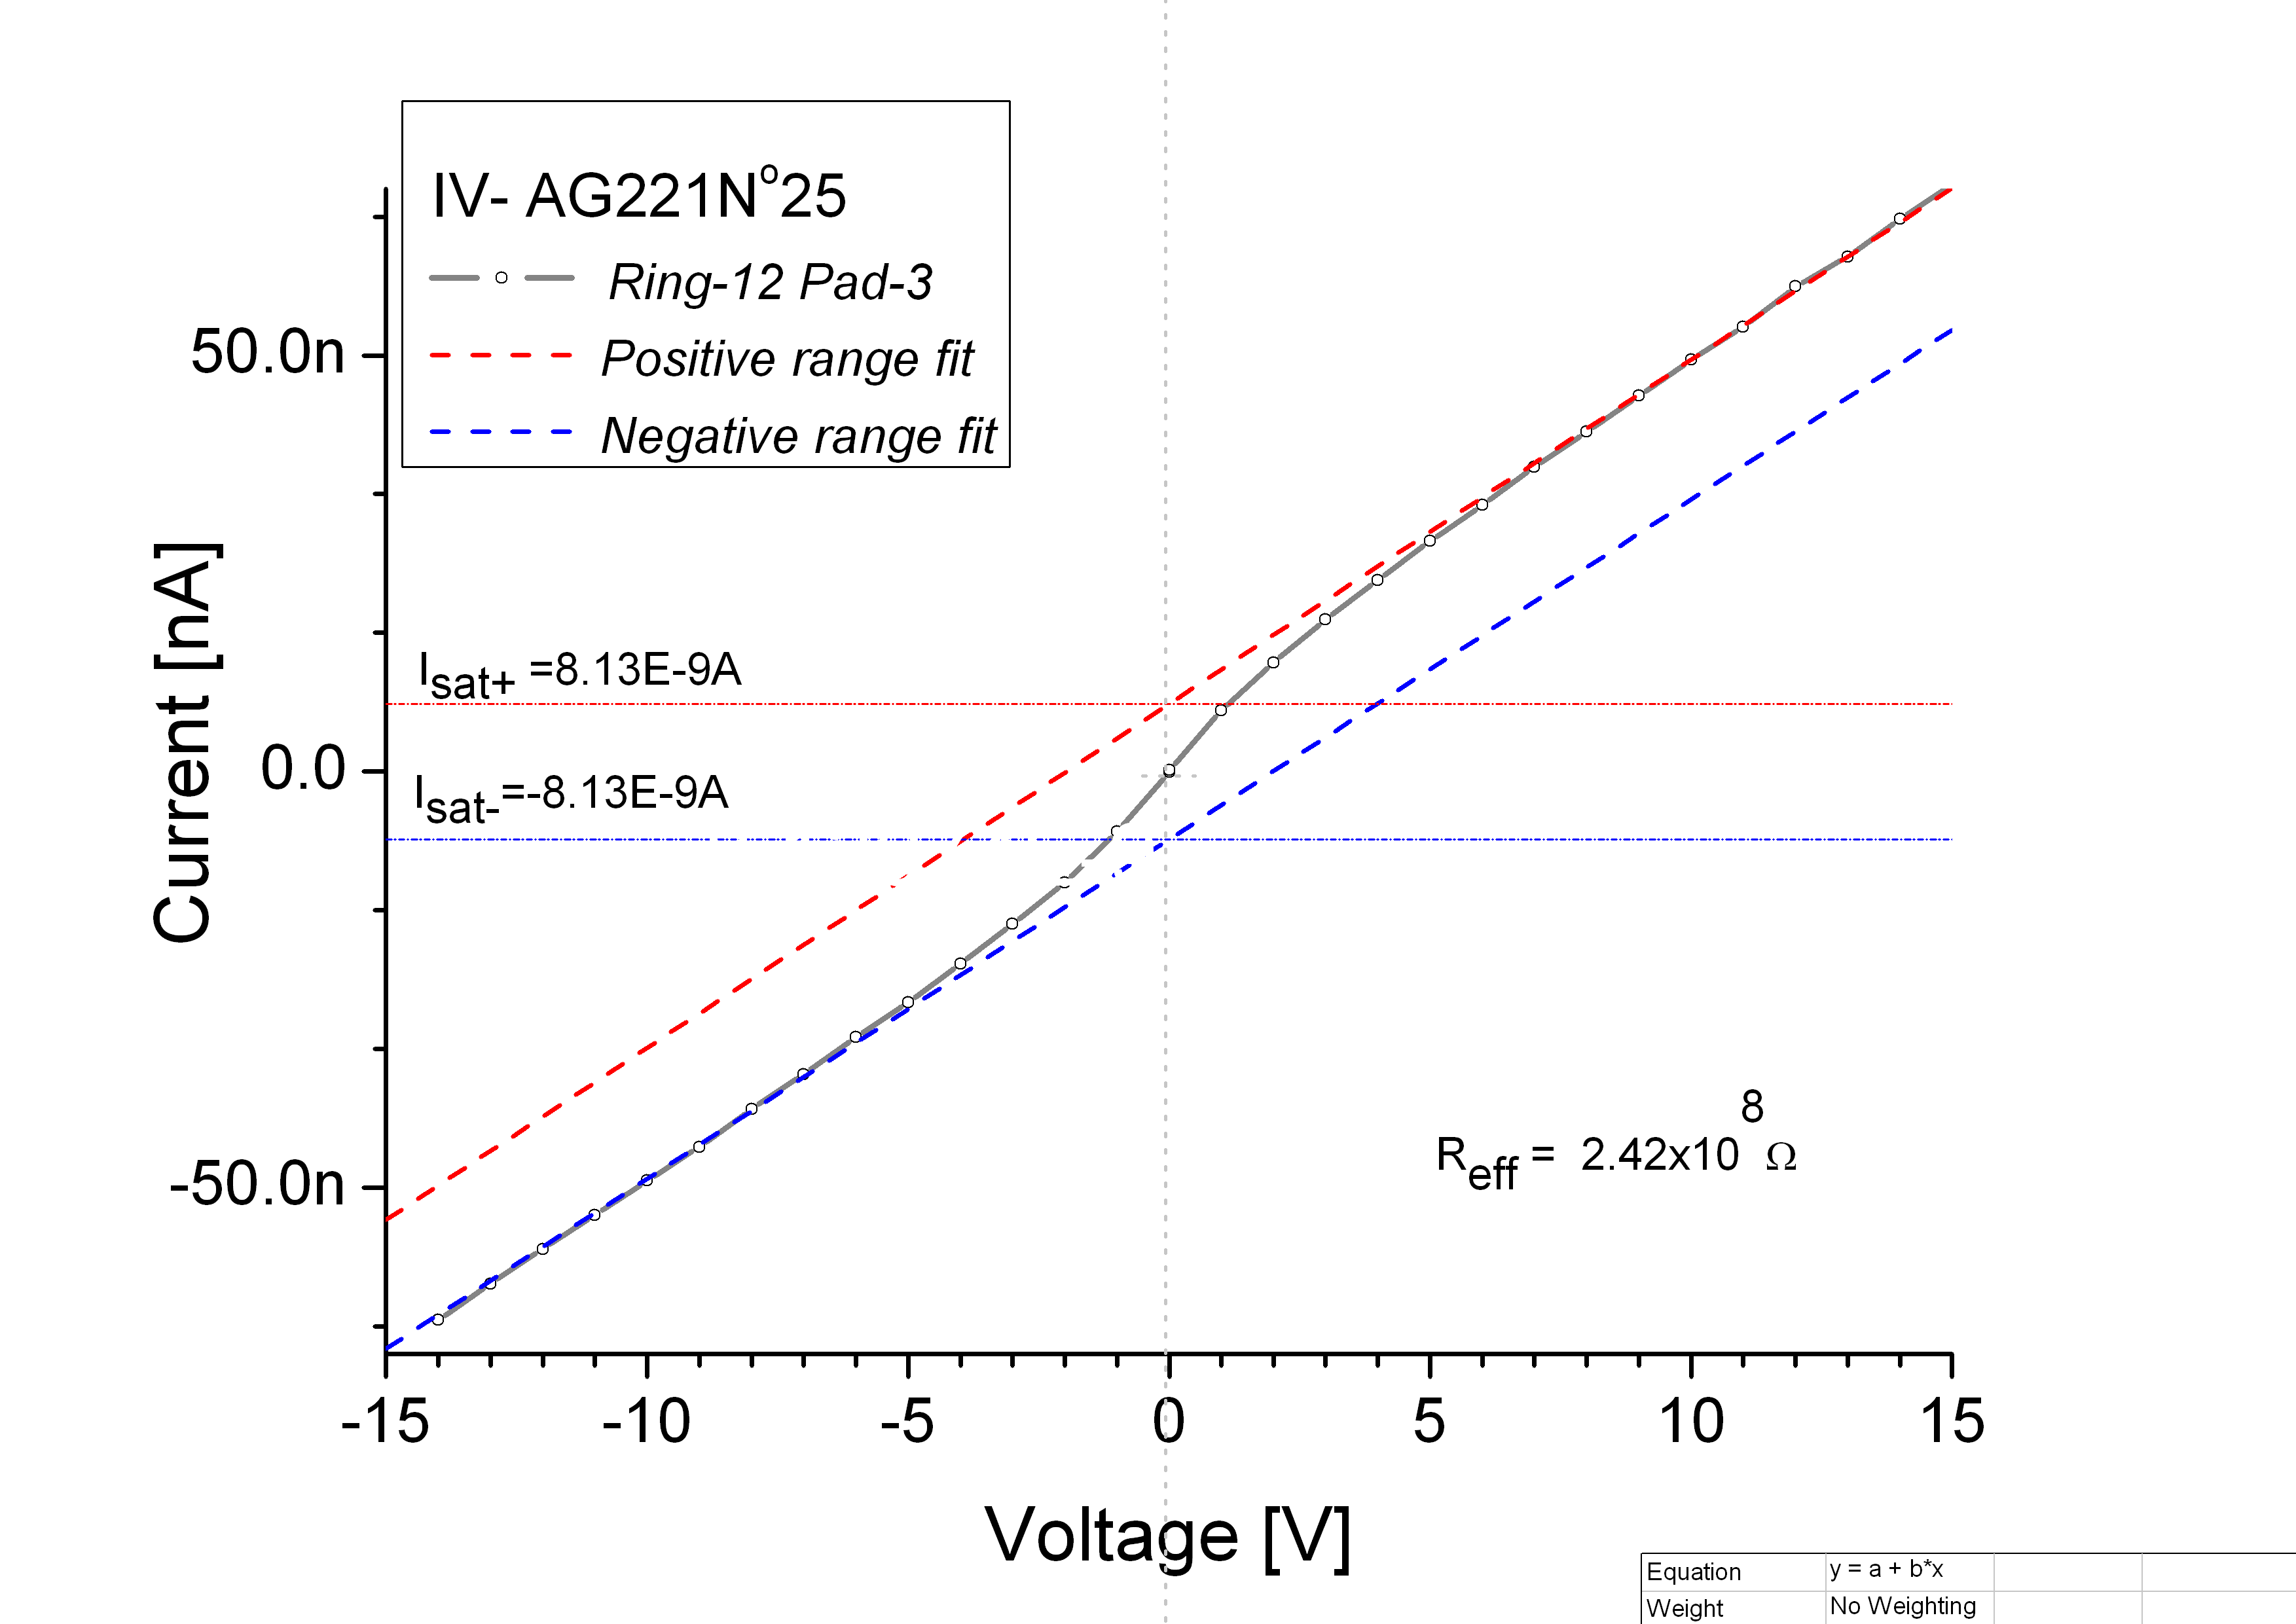 IV- AG221Nº25
Ring-12 Pad-3
Positive range fit
Negative range fit
50.0n
0.0
-50.0n
Current [nA]
Isat+ =8.13E-9A
Isat-=-8.13E-9A
Reff = 2.42x10^8 Ω
-15 -10 -5 0 5 10 15
Voltage [V]
Equation y = a + b*x
Weight No Weighting